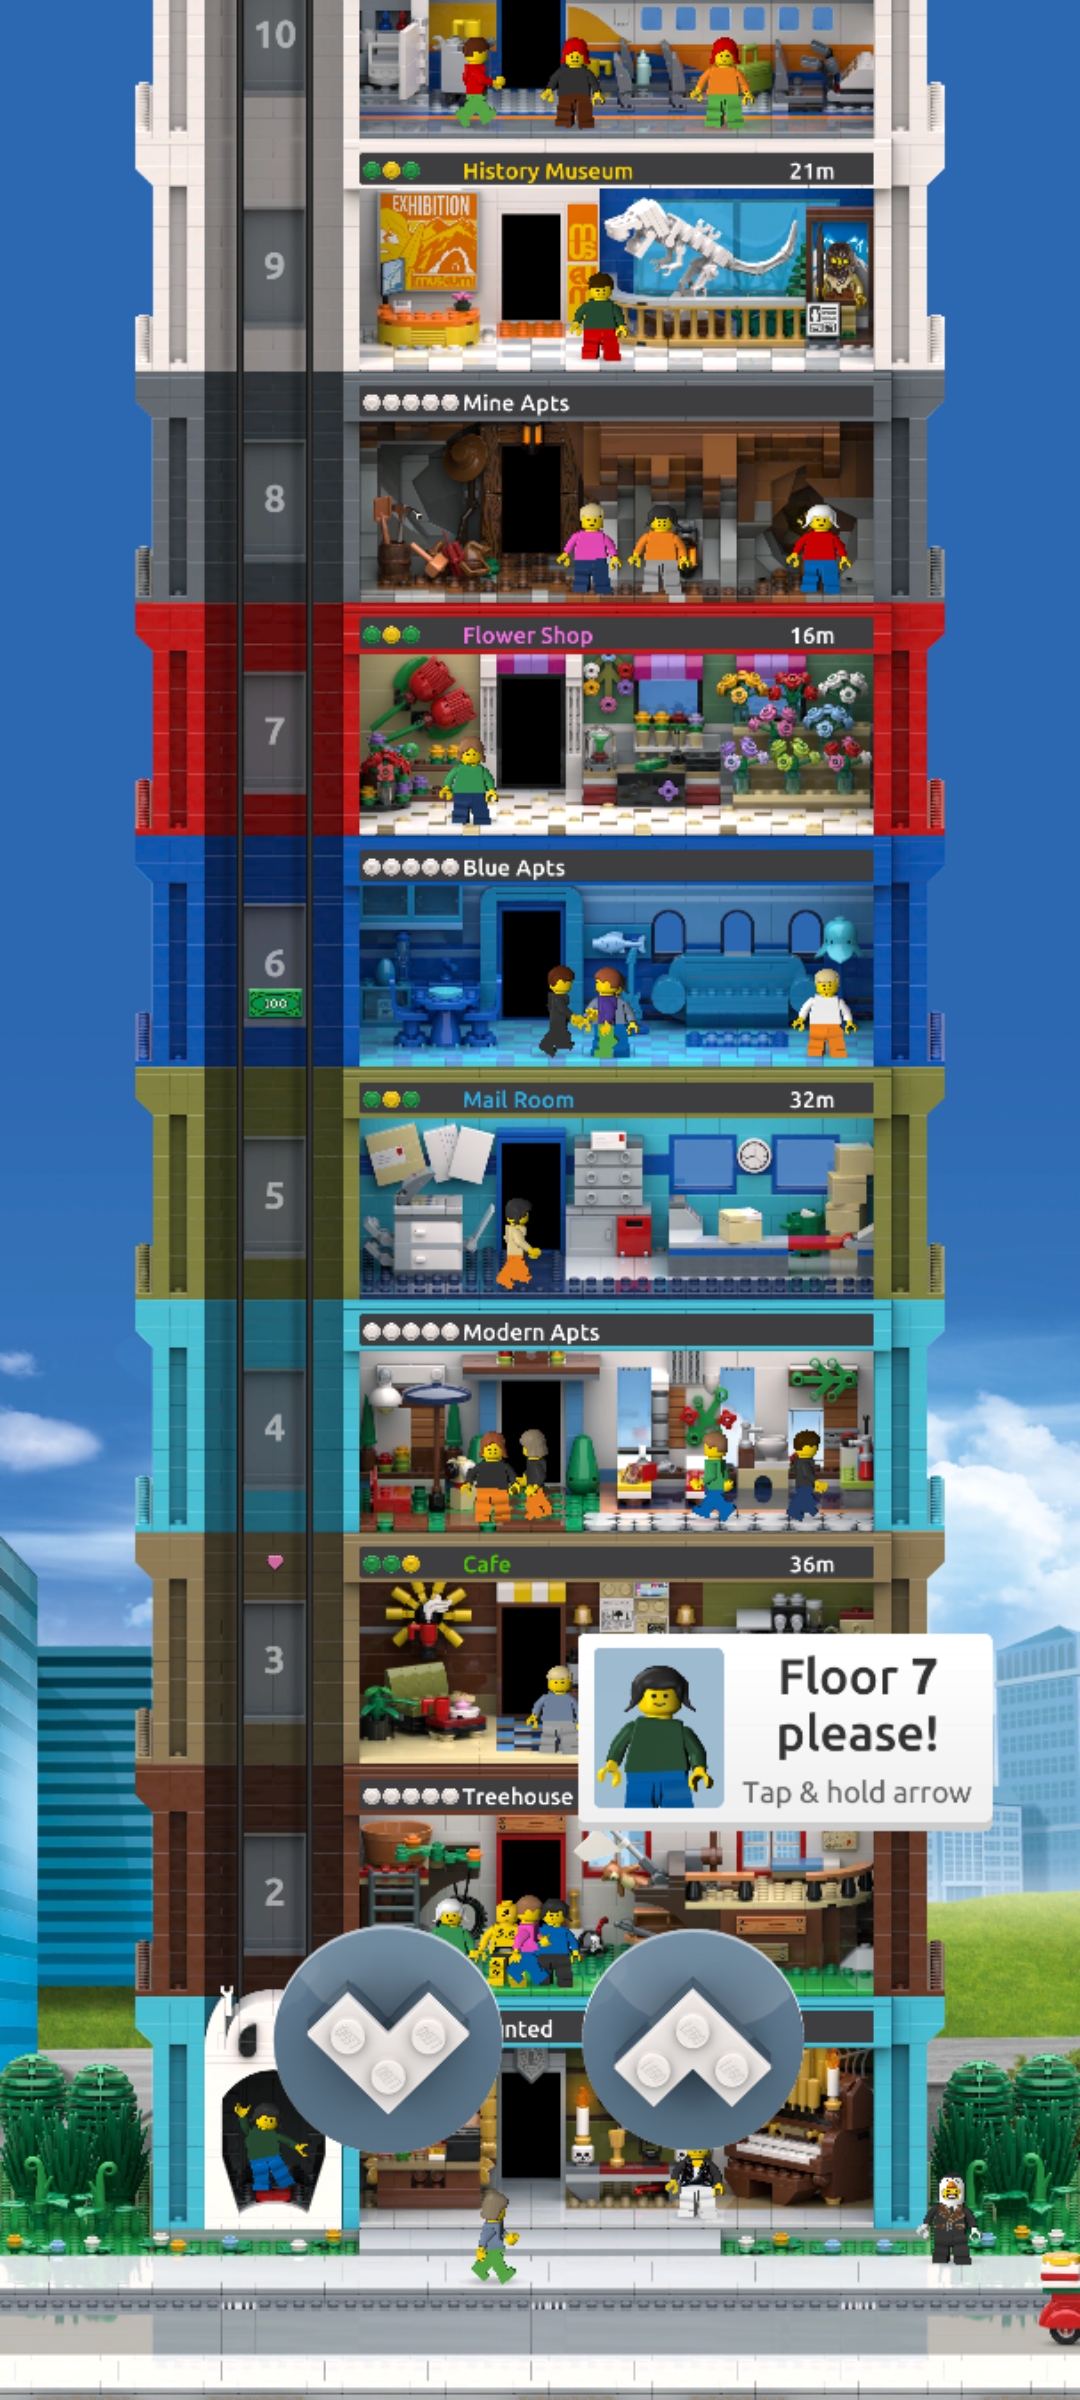 10
History Museum 21m
EXHIBITION
museum
9
Mine Apts
8
Flower Shop 16m
7
Blue Apts
6
100
Mail Room 32m
5
Modern Apts
4
Cafe 36m
3
Floor 7
please!
Tap & hold arrow
Treehouse
2
nted